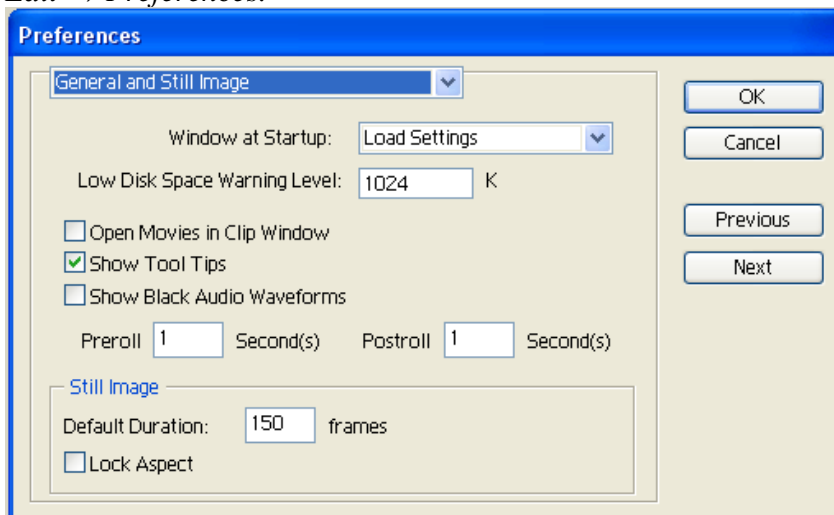 Edit → Preferences.
Preferences
General and Still Image
OK
Window at Startup: Load Settings
Cancel
Low Disk Space Warning Level: 1024 K
Previous
Open Movies in Clip Window
Show Tool Tips
Next
Show Black Audio Waveforms
Preroll 1 Second(s) Postroll 1 Second(s)
Still Image
Default Duration: 150 frames
Lock Aspect